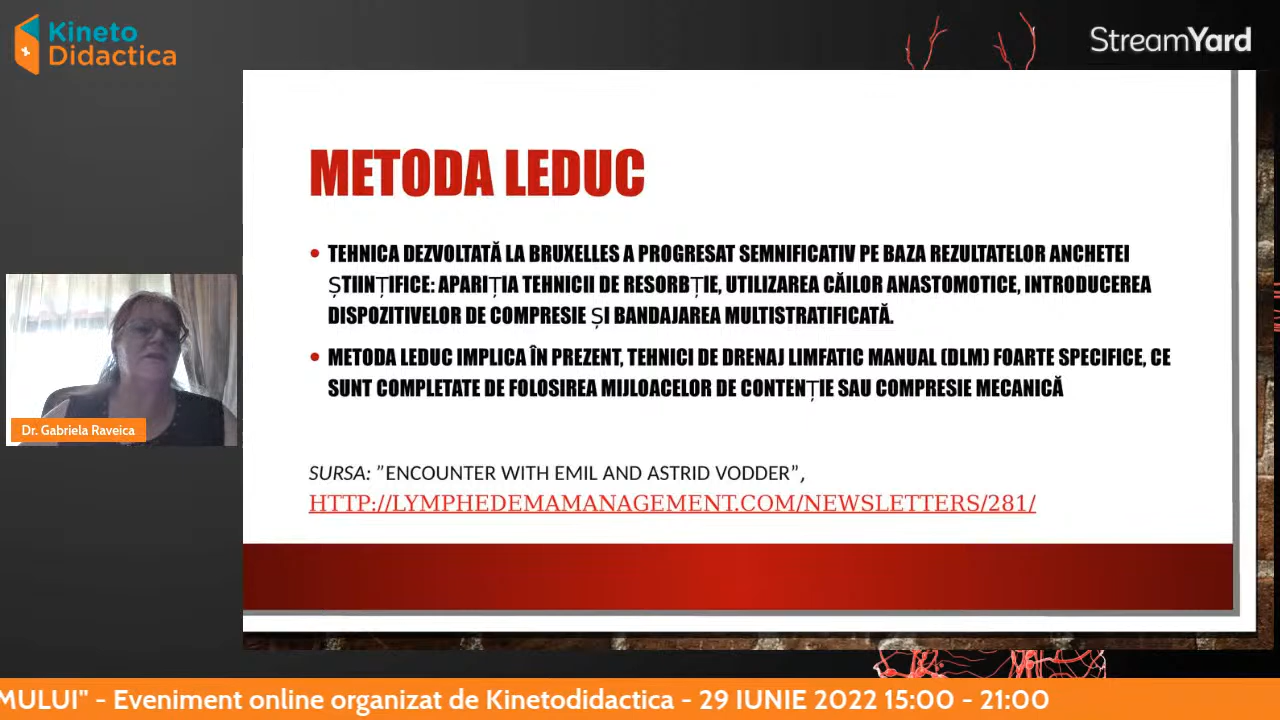 Kineto
Didactica
StreamYard
METODA LEDUC
• TEHNICA DEZVOLTATĂ LA BRUXELLES A PROGRESAT SEMNIFICATIV PE BAZA REZULTATELOR ANCHETEI
ȘTIINȚIFICE: APARIȚIA TEHNICII DE RESORBȚIE, UTILIZAREA CĂILOR ANASTOMOTICE, INTRODUCEREA
DISPOZITIVELOR DE COMPRESIE ȘI BANDAJAREA MULTISTRATIFICATĂ.
• METODA LEDUC IMPLICA ÎN PREZENT, TEHNICI DE DRENAJ LIMFATIC MANUAL (DLM) FOARTE SPECIFICE, CE
SUNT COMPLETATE DE FOLOSIREA MIJLOACELOR DE CONTENȚIE SAU COMPRESIE MECANICĂ
SURSA: ”ENCOUNTER WITH EMIL AND ASTRID VODDER”,
HTTP://LYMPHEDEMAMANAGEMENT.COM/NEWSLETTERS/281/
Dr. Gabriela Raveica
MULUI" - Eveniment online organizat de Kinetodidactica - 29 IUNIE 2022 15:00 - 21:00